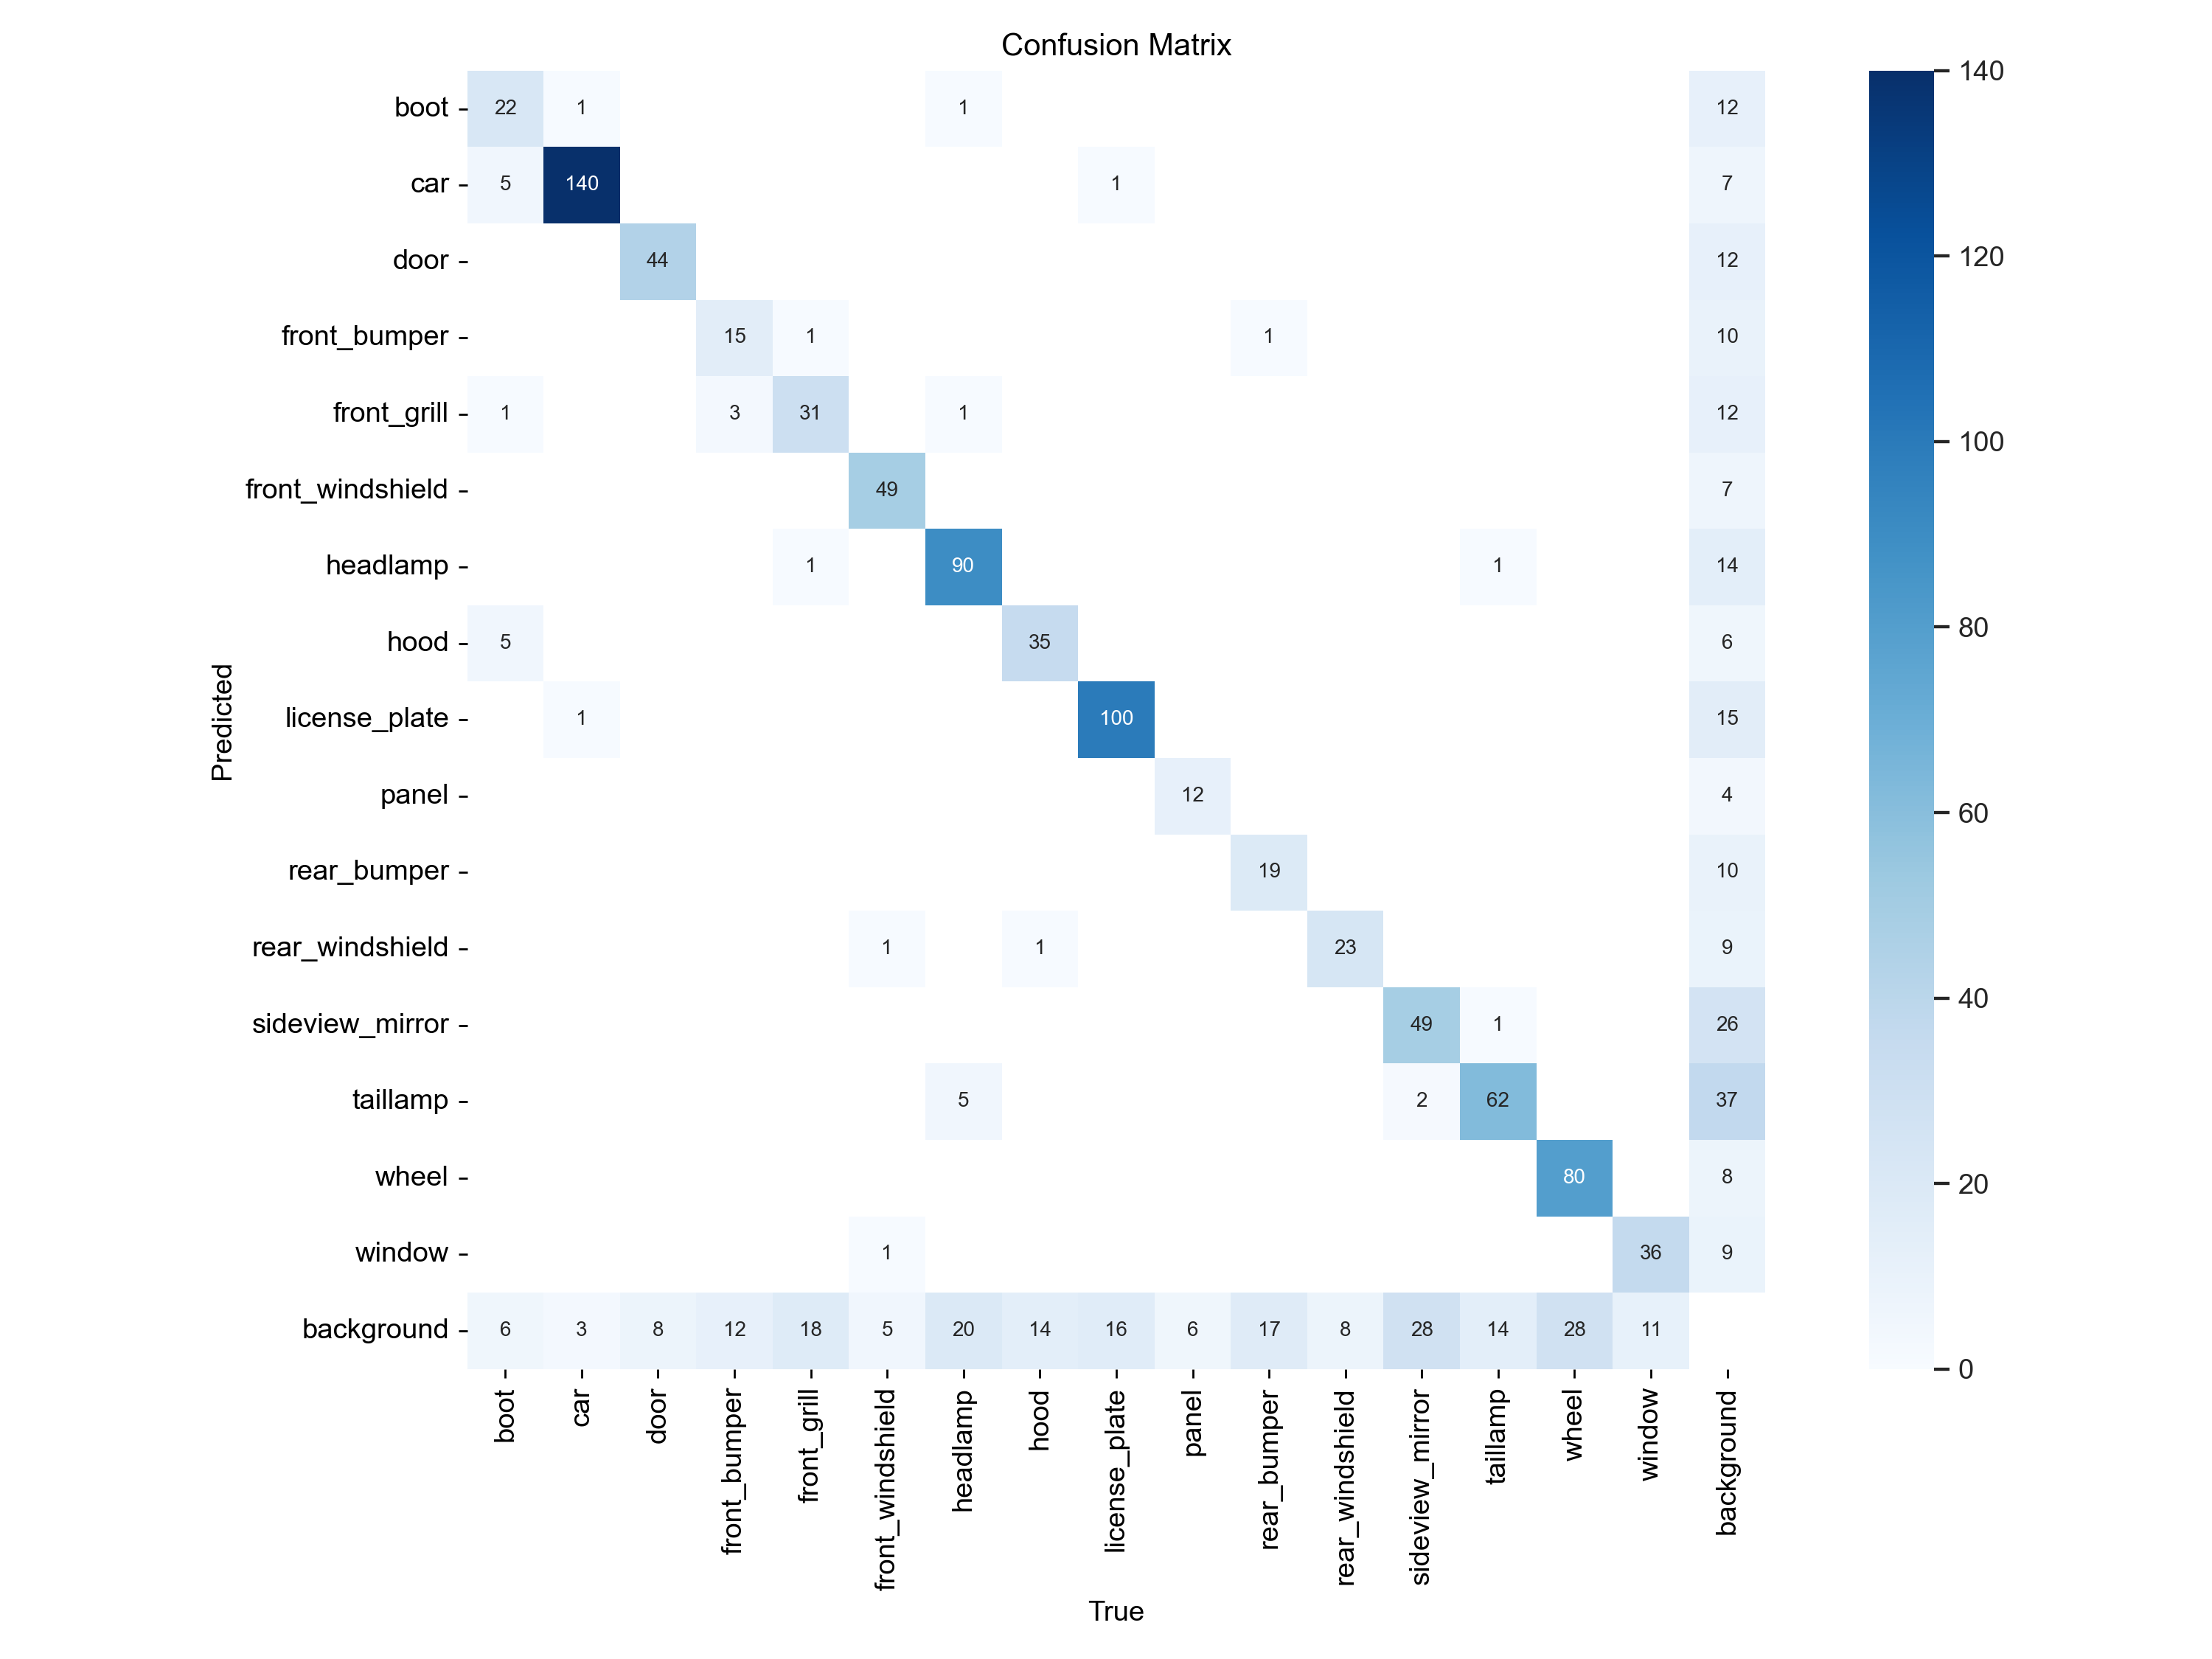 Confusion Matrix
boot 22 1 1 12
car 5 140 1 7
door 44 12
front_bumper 15 1 1 10
front_grill 1 3 31 1 12
front_windshield 49 7
headlamp 1 90 1 14
hood 5 35 6
license_plate 1 100 15
panel 12 4
rear_bumper 19 10
rear_windshield 1 1 23 9
sideview_mirror 49 1 26
taillamp 5 2 62 37
wheel 80 8
window 1 36 9
background 6 3 8 12 18 5 20 14 16 6 17 8 28 14 28 11
Predicted
boot
car
door
front_bumper
front_grill
front_windshield
headlamp
hood
license_plate
panel
rear_bumper
rear_windshield
sideview_mirror
taillamp
wheel
window
background
True
140
120
100
80
60
40
20
0